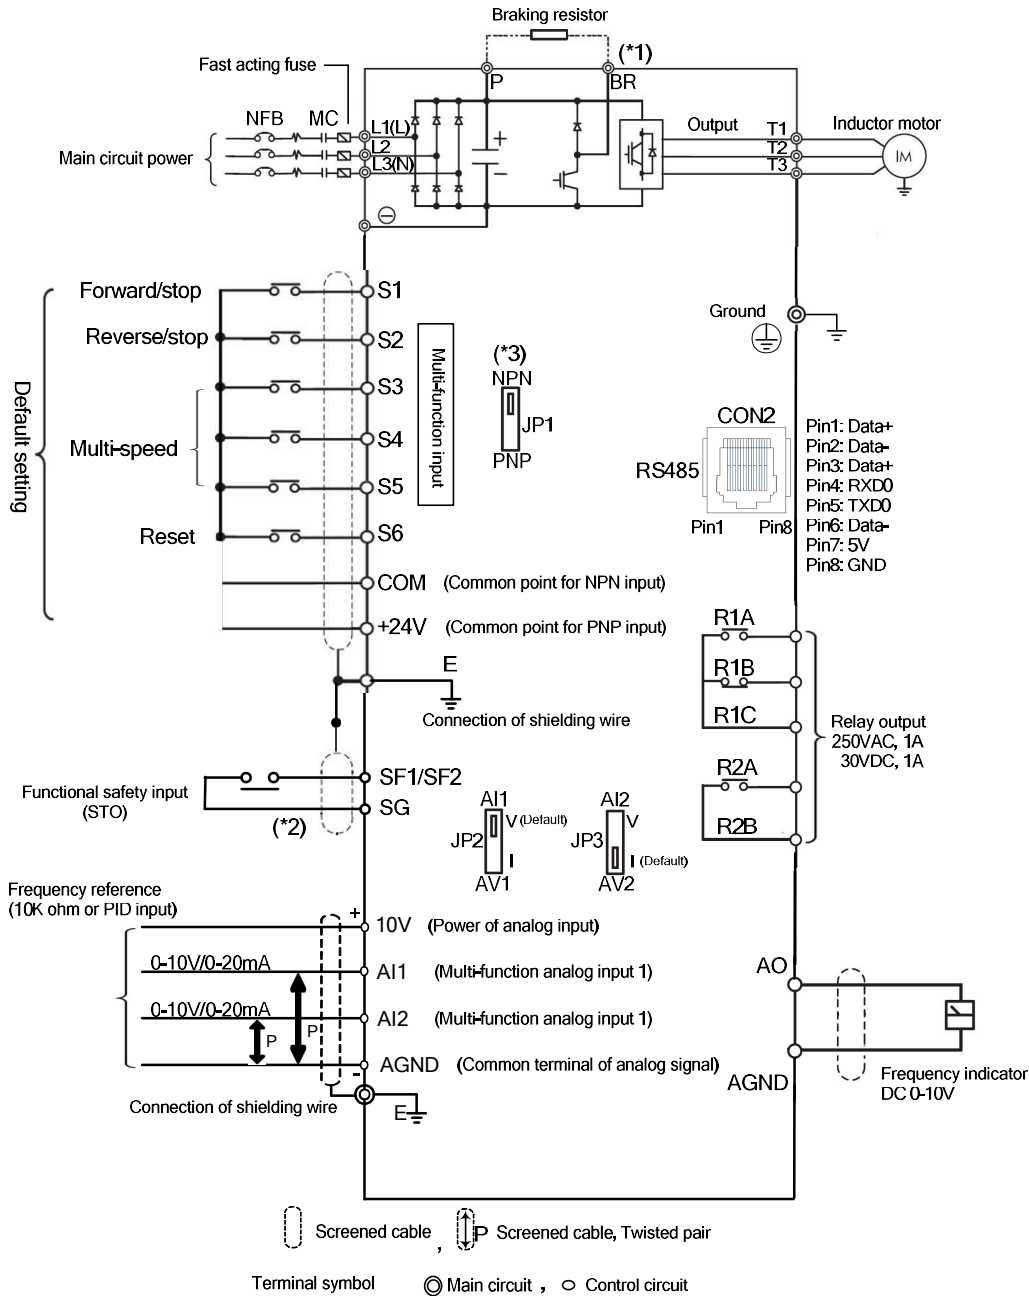 Braking resistor
(*1)
Fast acting fuse
P
BR
NFB
MC
L1(L)
L2
L3(N)
Main circuit power
+
−
Output
T1
T2
T3
Inductor motor
IM
⊖
Forward/stop
S1
Reverse/stop
S2
S3
Multi-speed
S4
S5
Reset
S6
Default setting
Multi-function input
COM (Common point for NPN input)
+24V (Common point for PNP input)
(*3)
NPN
JP1
PNP
Ground
CON2
RS485
Pin1 Pin8
Pin1: Data+
Pin2: Data-
Pin3: Data+
Pin4: RXD0
Pin5: TXD0
Pin6: Data-
Pin7: 5V
Pin8: GND
E
Connection of shielding wire
R1A
R1B
R1C
R2A
R2B
Relay output
250VAC, 1A
30VDC, 1A
Functional safety input
(STO)
(*2)
SF1/SF2
SG
AI1
V (Default)
JP2
I
AV1
AI2
V
JP3
I (Default)
AV2
Frequency reference
(10K ohm or PID input)
+
10V (Power of analog input)
0-10V/0-20mA
AI1 (Multi-function analog input 1)
0-10V/0-20mA
AI2 (Multi-function analog input 1)
P
P
AGND (Common terminal of analog signal)
-
Connection of shielding wire
E
AO
AGND
Frequency indicator
DC 0-10V
Screened cable , P Screened cable, Twisted pair
Terminal symbol Main circuit , Control circuit